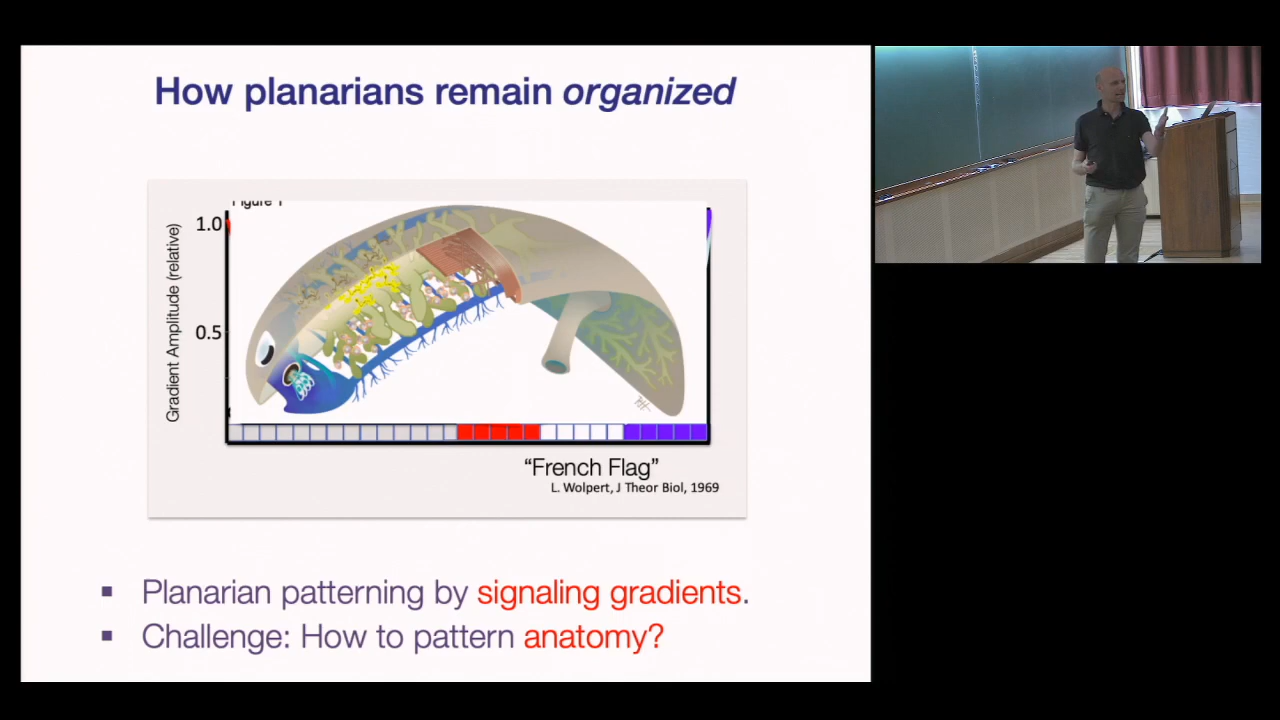 How planarians remain organized
Figure 1
1.0
0.5
Gradient Amplitude (relative)
"French Flag"
L. Wolpert, J Theor Biol, 1969
▪ Planarian patterning by signaling gradients.
▪ Challenge: How to pattern anatomy?